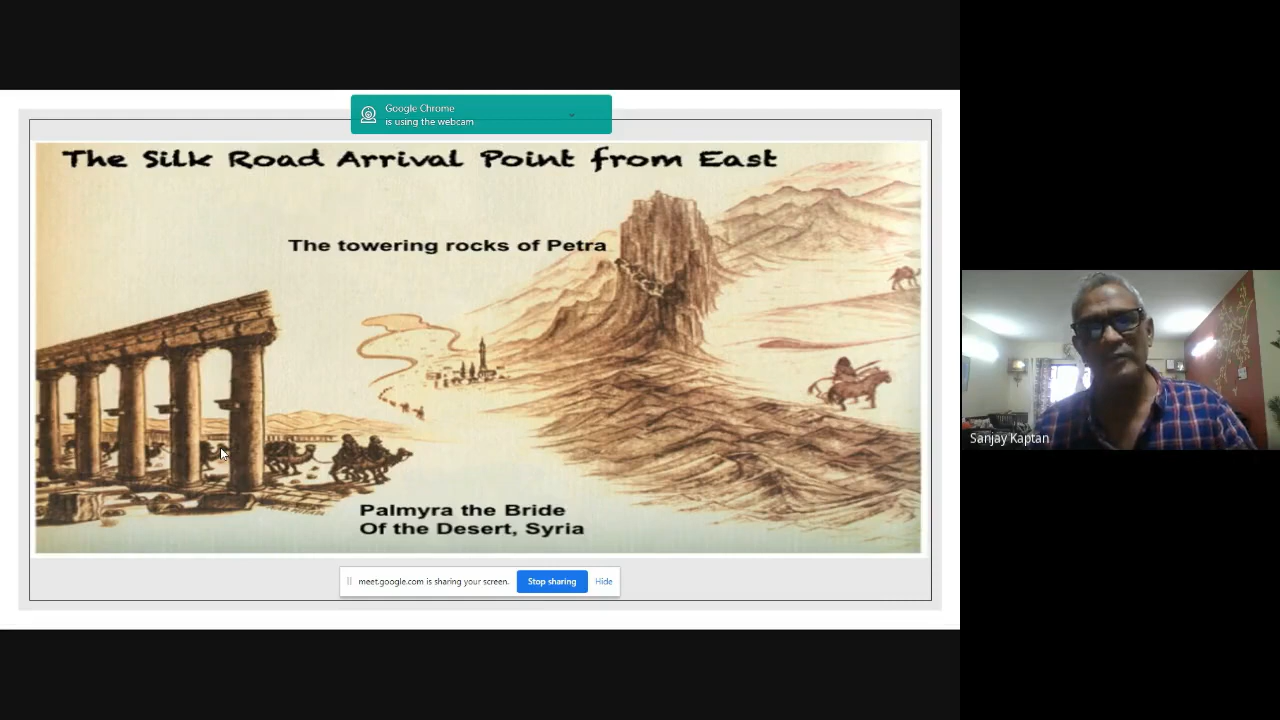 Google Chrome
is using the webcam
The Silk Road Arrival Point from East
The towering rocks of Petra
Palmyra the Bride
Of the Desert, Syria
meet.google.com is sharing your screen.
Stop sharing
Hide
Sanjay Kaptan